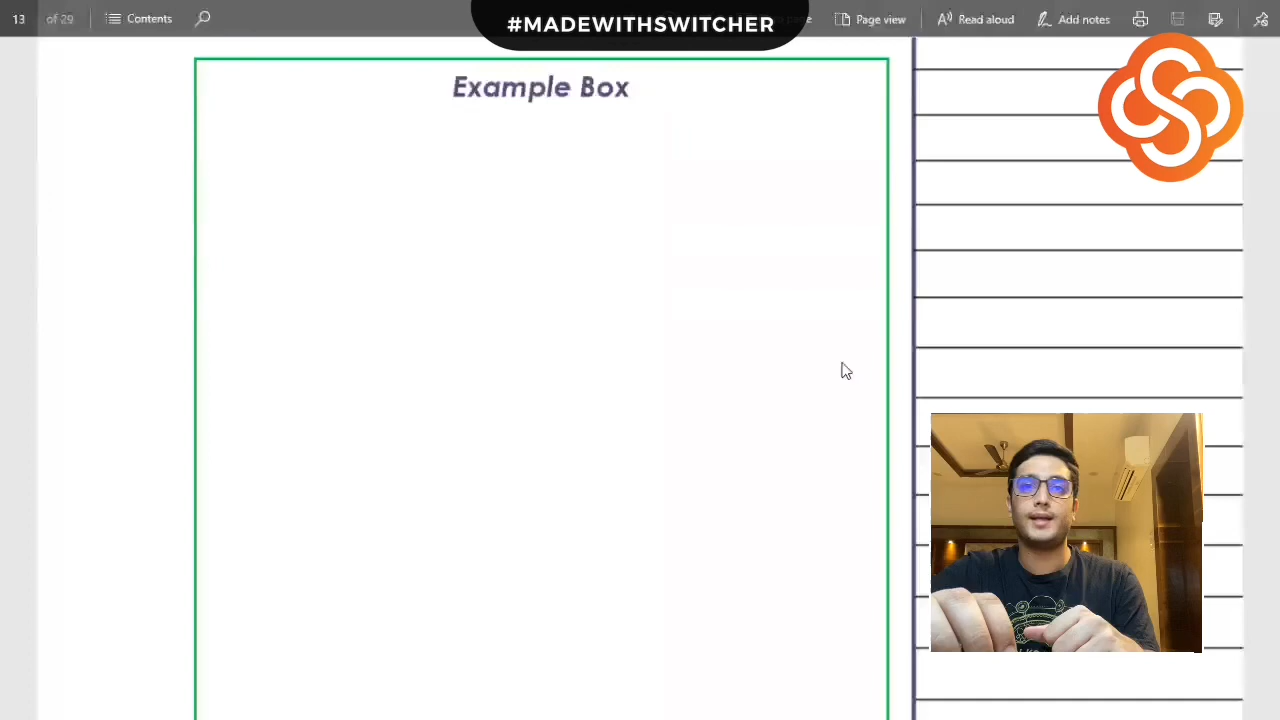 13 of 29 Contents #MADEWITHSWITCHER Page view Read aloud Add notes
Example Box